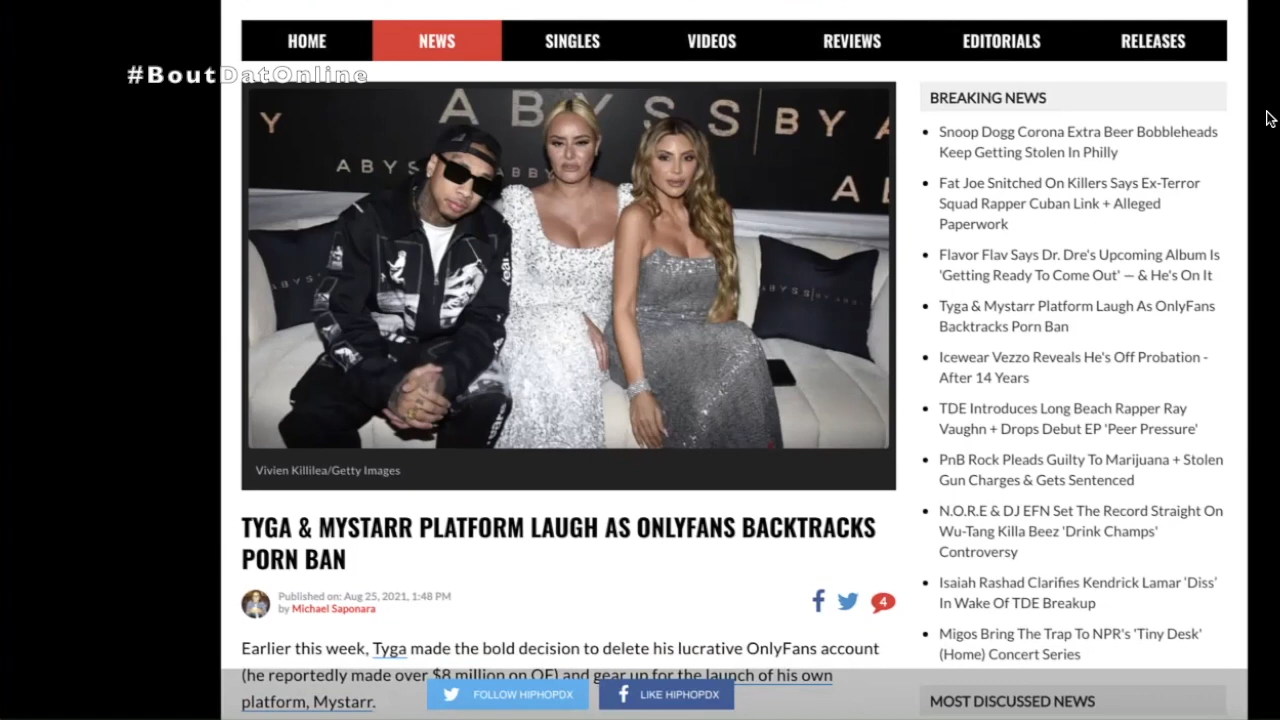 HOME NEWS SINGLES VIDEOS REVIEWS EDITORIALS RELEASES
#BoutDatOnline
ABYSS BY A
Y
ABYSS ABBY
A
ABYS
ABYSS BY ABBY
Vivien Killilea/Getty Images
TYGA & MYSTARR PLATFORM LAUGH AS ONLYFANS BACKTRACKS
PORN BAN
Published on: Aug 25, 2021, 1:48 PM
by Michael Saponara
4
Earlier this week, Tyga made the bold decision to delete his lucrative OnlyFans account
(he reportedly made over $8 million on OF) and gear up for the launch of his own
platform, Mystarr.
FOLLOW HIPHOPDX LIKE HIPHOPDX
BREAKING NEWS
Snoop Dogg Corona Extra Beer Bobbleheads
Keep Getting Stolen In Philly
Fat Joe Snitched On Killers Says Ex-Terror
Squad Rapper Cuban Link + Alleged
Paperwork
Flavor Flav Says Dr. Dre's Upcoming Album Is
'Getting Ready To Come Out' — & He's On It
Tyga & Mystarr Platform Laugh As OnlyFans
Backtracks Porn Ban
Icewear Vezzo Reveals He's Off Probation -
After 14 Years
TDE Introduces Long Beach Rapper Ray
Vaughn + Drops Debut EP 'Peer Pressure'
PnB Rock Pleads Guilty To Marijuana + Stolen
Gun Charges & Gets Sentenced
N.O.R.E & DJ EFN Set The Record Straight On
Wu-Tang Killa Beez 'Drink Champs'
Controversy
Isaiah Rashad Clarifies Kendrick Lamar 'Diss'
In Wake Of TDE Breakup
Migos Bring The Trap To NPR's 'Tiny Desk'
(Home) Concert Series
MOST DISCUSSED NEWS